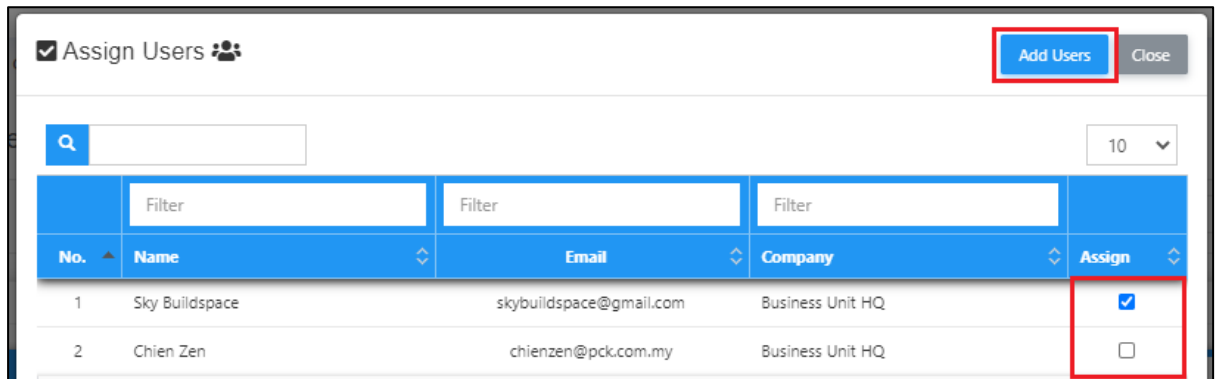 Assign Users
Add Users
Close
10
Filter Filter Filter
No. Name Email Company Assign
1 Sky Buildspace skybuildspace@gmail.com Business Unit HQ
2 Chien Zen chienzen@pck.com.my Business Unit HQ